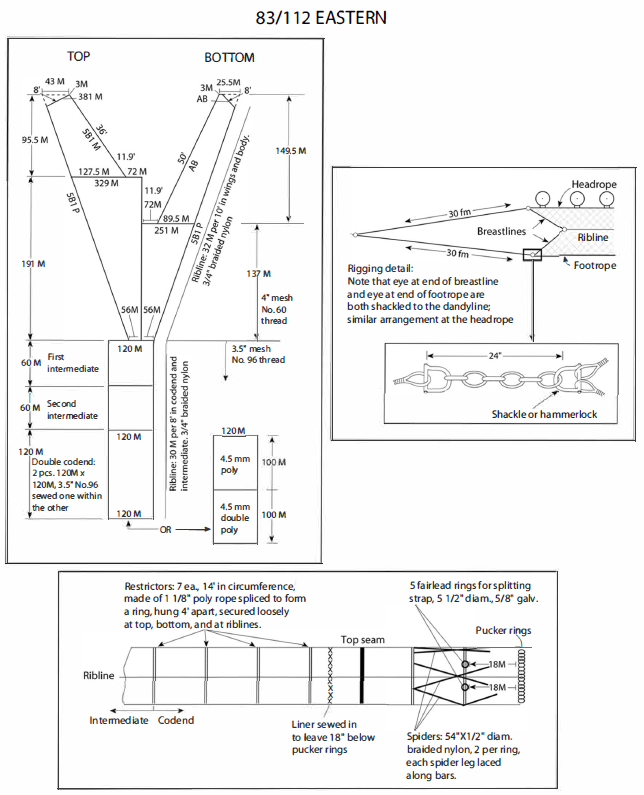 83/112 EASTERN
TOP
BOTTOM
43 M
8'
3M
381 M
25.5M
3M
8'
AB
95.5 M
36'
SB1 M
50'
AB
149.5 M
11.9'
127.5 M
72 M
329 M
11.9'
72M
89.5 M
251 M
SB1 P
SB1 P
Ribline: 32 M per 10' in wings and body.
3/4" braided nylon
191 M
137 M
4" mesh
No. 60
thread
56M
56M
120 M
3.5" mesh
No. 96 thread
60 M
First
intermediate
60 M
Second
intermediate
120 M
120 M
Double codend:
2 pcs. 120M x
120M, 3.5" No.96
sewed one within
the other
120 M
Ribline: 30 M per 8' in codend and
intermediate. 3/4" braided nylon
120 M
4.5 mm
poly
100 M
4.5 mm
double
poly
100 M
OR
Headrope
30 fm
Breastlines
Ribline
30 fm
Footrope
Rigging detail:
Note that eye at end of breastline
and eye at end of footrope are
both shackled to the dandyline;
similar arrangement at the headrope
24"
Shackle or hammerlock
Restrictors: 7 ea., 14' in circumference,
made of 1 1/8" poly rope spliced to form
a ring, hung 4' apart, secured loosely
at top, bottom, and at riblines.
5 fairlead rings for splitting
strap, 5 1/2" diam., 5/8" galv.
Top seam
Pucker rings
18M
Ribline
18M
Intermediate
Codend
Liner sewed in
to leave 18" below
pucker rings
Spiders: 54"X1/2" diam.
braided nylon, 2 per ring,
each spider leg laced
along bars.